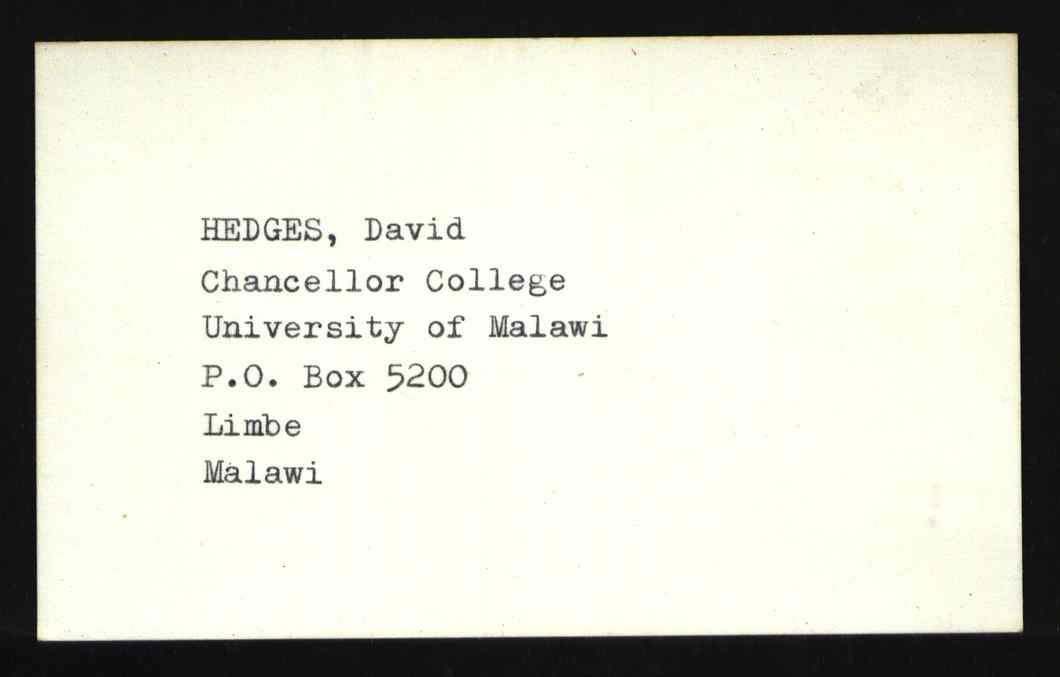 HEDGES, David
Chancellor College
University of Malawi
P.O. Box 5200
Limbe
Malawi